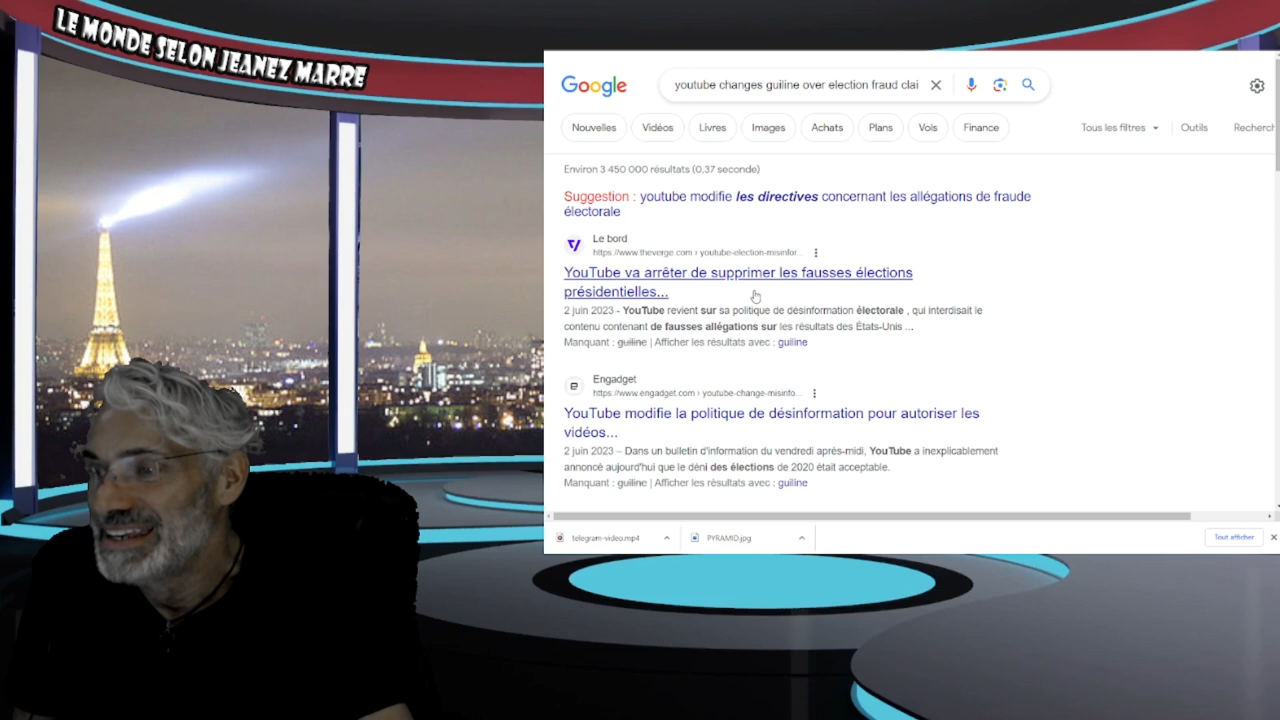 LE MONDE SELON JEANEZ MARRE
Google
youtube changes guiline over election fraud clai
Nouvelles
Vidéos
Livres
Images
Achats
Plans
Vols
Finance
Tous les filtres
Outils
Recherch
Environ 3 450 000 résultats (0,37 seconde)
Suggestion : youtube modifie les directives concernant les allégations de fraude
électorale
Le bord
https://www.theverge.com › youtube-election-misinfor...
YouTube va arrêter de supprimer les fausses élections
présidentielles...
2 juin 2023 - YouTube revient sur sa politique de désinformation électorale , qui interdisait le
contenu contenant de fausses allégations sur les résultats des États-Unis ...
Manquant : guiline | Afficher les résultats avec : guiline
Engadget
https://www.engadget.com › youtube-change-misinfo...
YouTube modifie la politique de désinformation pour autoriser les
vidéos...
2 juin 2023 – Dans un bulletin d'information du vendredi après-midi, YouTube a inexplicablement
annoncé aujourd'hui que le déni des élections de 2020 était acceptable.
Manquant : guiline | Afficher les résultats avec : guiline
telegram-video.mp4
PYRAMID.jpg
Tout afficher